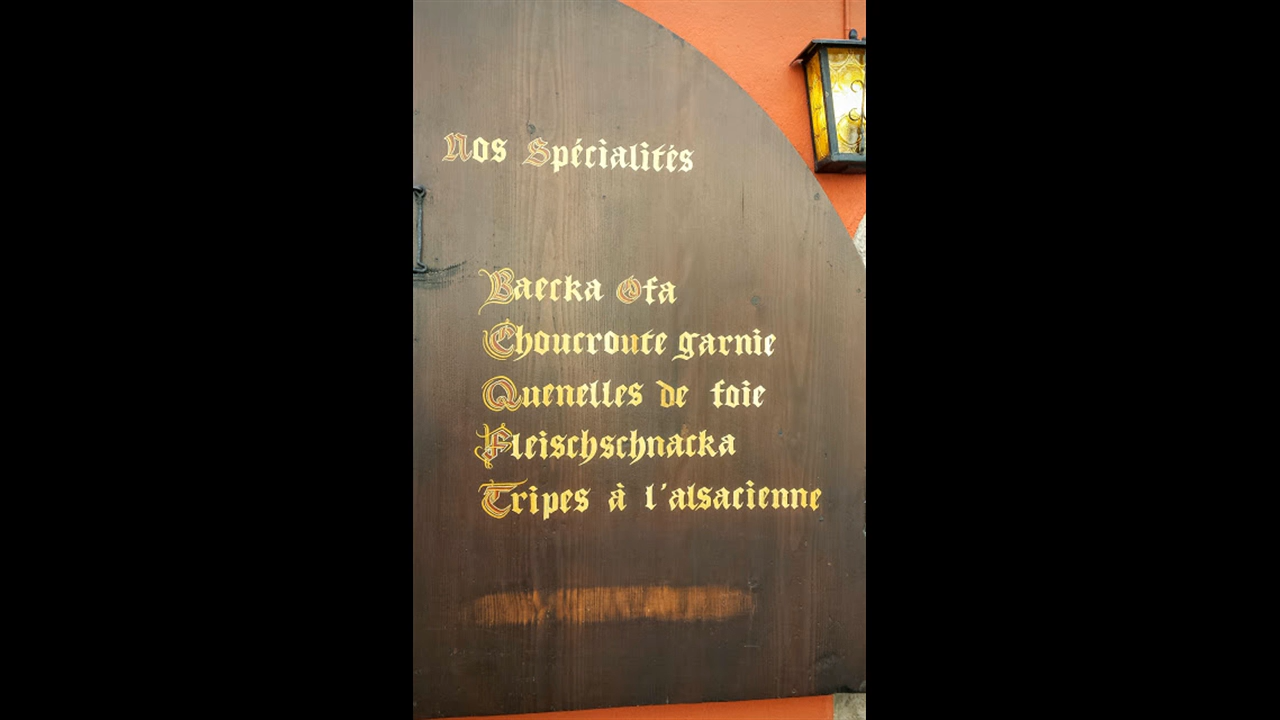 Nos Spécialités
Baecka Ofa
Choucroute garnie
Quenelles de foie
Fleischschnacka
Tripes à l'alsacienne